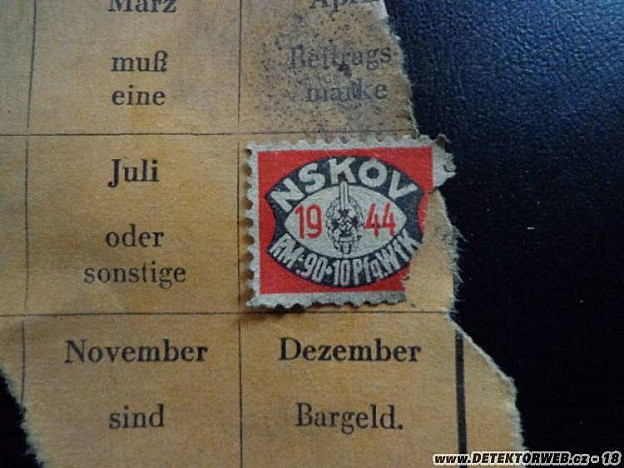 März April
muß Beitrags
eine marke
Juli
oder
sonstige
NSKOV
1944
RM-·90+10Pfg.WfK
November Dezember
sind Bargeld.
www.DETEKTORWEB.cz - 18